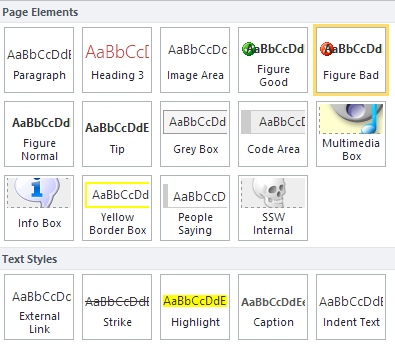 Page Elements
AaBbCcDdE
AaBbCcD
AaBbCcDc
AaBbCcDd
AaBbCcDd
Paragraph
Heading 3
Image Area
Figure Good
Figure Bad
AaBbCcDd
AaBbCcDdE
AaBbCcD
AaBbCcD
Figure Normal
Tip
Grey Box
Code Area
Multimedia Box
Info Box
AaBbCcDd
Yellow Border Box
AaBbCcDd
People Saying
SSW Internal
Text Styles
AaBbCcDc
AaBbCcDdE
AaBbCcDdE
AaBbCcDdEe
AaBbCcDdE
External Link
Strike
Highlight
Caption
Indent Text